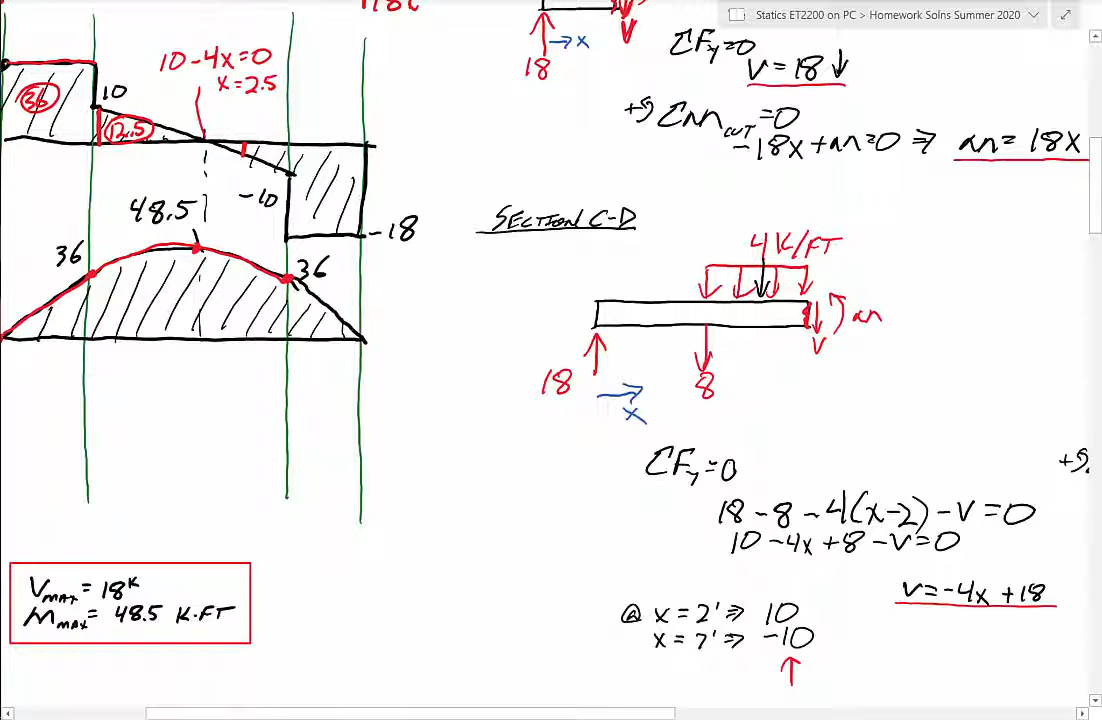 Statics ET2200 on PC > Homework Solns Summer 2020
10-4x=0
x=2.5
36
10
12.5
-10
-18
48.5
36
36
Vmax = 18ᴷ
Mmax = 48.5 K·FT
18
→x
ΣFy=0
V = 18↓
+↺ ΣMcut=0
-18x+m=0 ⇒ m = 18x
SECTION C-D
4 K/FT
m
V
18
8
x
ΣFy=0
+↺
18-8-4(x-2)-V=0
10-4x+8-V=0
V=-4x+18
@ x=2' ⇒ 10
x=7' ⇒ -10